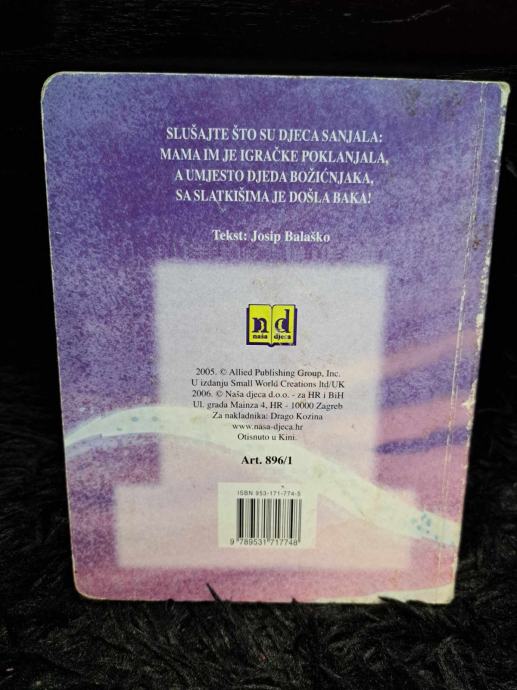 SLUŠAJTE ŠTO SU DJECA SANJALA:
MAMA IM JE IGRAČKE POKLANJALA,
A UMJESTO DJEDA BOŽIĆNJAKA,
SA SLATKIŠIMA JE DOŠLA BAKA!
Tekst: Josip Balaško
nd
naša djeca
2005. © Allied Publishing Group, Inc.
U izdanju Small World Creations ltd/UK
2006. © Naša djeca d.o.o. - za HR i BiH
Ul. grada Mainza 4, HR - 10000 Zagreb
Za nakladnika: Drago Kozina
www.nasa-djeca.hr
Otisnuto u Kini.
Art. 896/1
ISBN 953-171-774-5
9 789531 717748